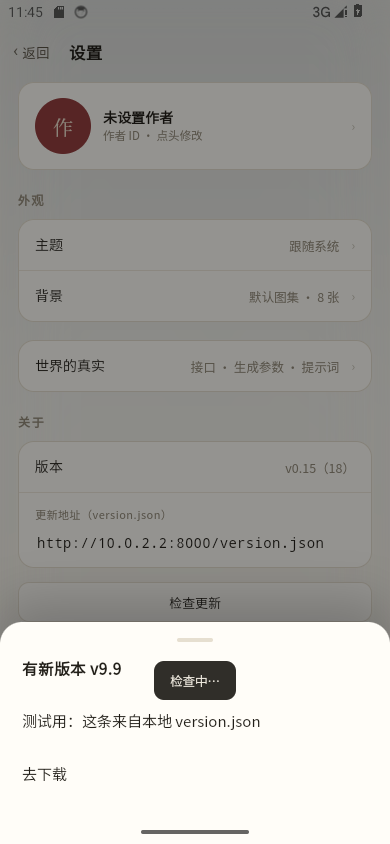 11:45
3G
‹ 返回 设置
作
未设置作者
作者 ID · 点头修改 ›
外观
主题 跟随系统 ›
背景 默认图集 · 8 张 ›
世界的真实 接口 · 生成参数 · 提示词 ›
关于
版本 v0.15（18）
更新地址（version.json）
http://10.0.2.2:8000/version.json
检查更新
有新版本 v9.9
检查中…
测试用：这条来自本地 version.json
去下载